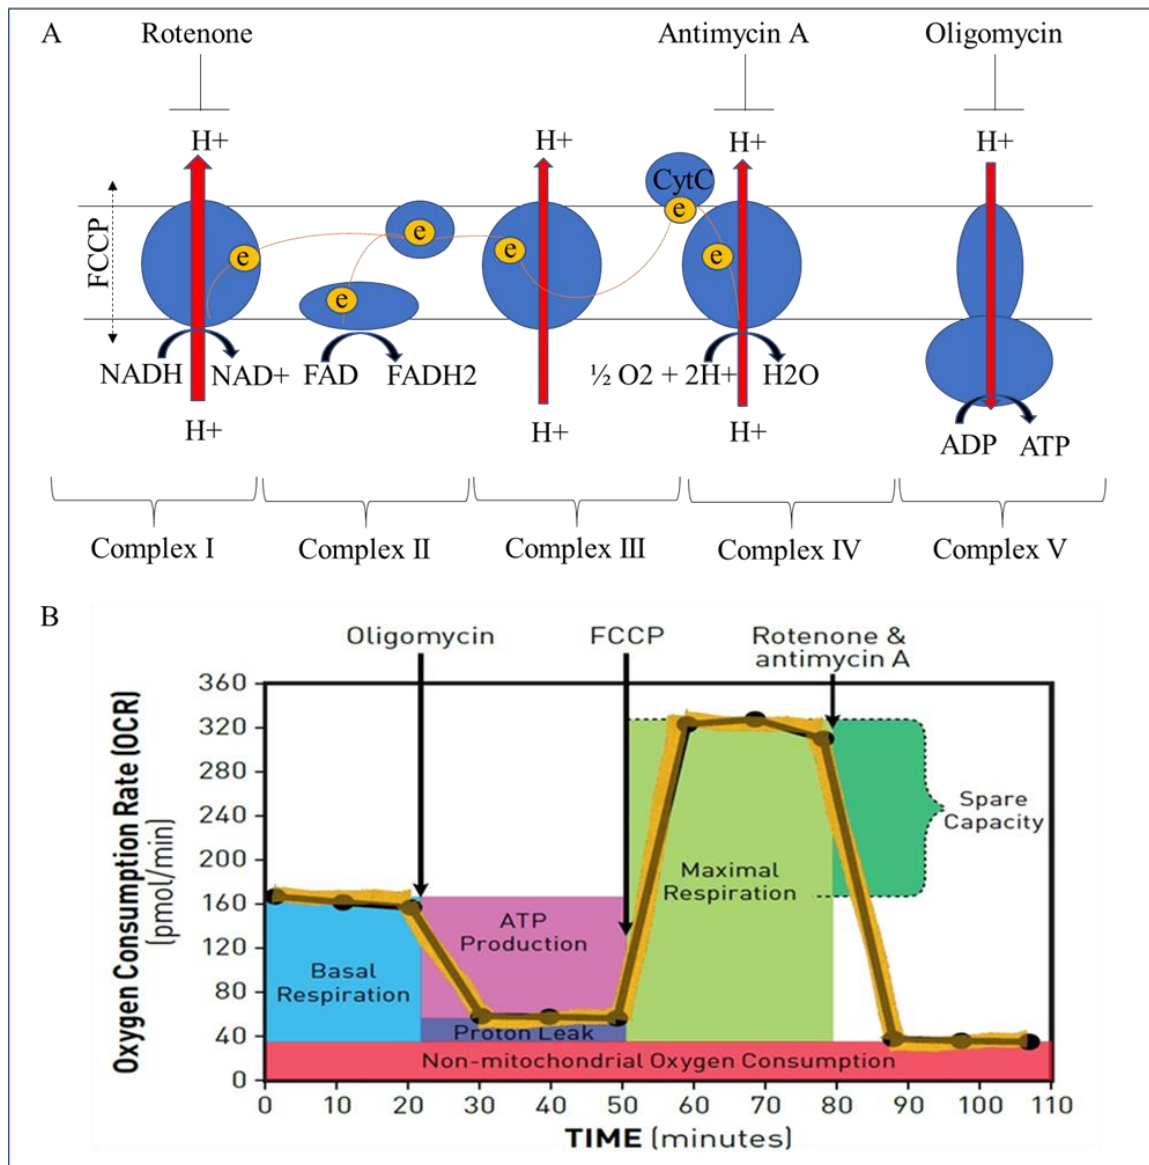 A
Rotenone
Antimycin A
Oligomycin
H+
H+
H+
H+
CytC
e
e
e
e
e
e
FCCP
NADH
NAD+
FAD
FADH2
½ O2 + 2H+
H2O
H+
H+
H+
ADP
ATP
Complex I
Complex II
Complex III
Complex IV
Complex V
B
Oligomycin
FCCP
Rotenone &
antimycin A
Oxygen Consumption Rate (OCR)
(pmol/min)
360
320
280
240
200
160
120
80
40
0
Basal
Respiration
ATP
Production
Proton Leak
Maximal
Respiration
Spare
Capacity
Non-mitochondrial Oxygen Consumption
0 10 20 30 40 50 60 70 80 90 100 110
TIME (minutes)